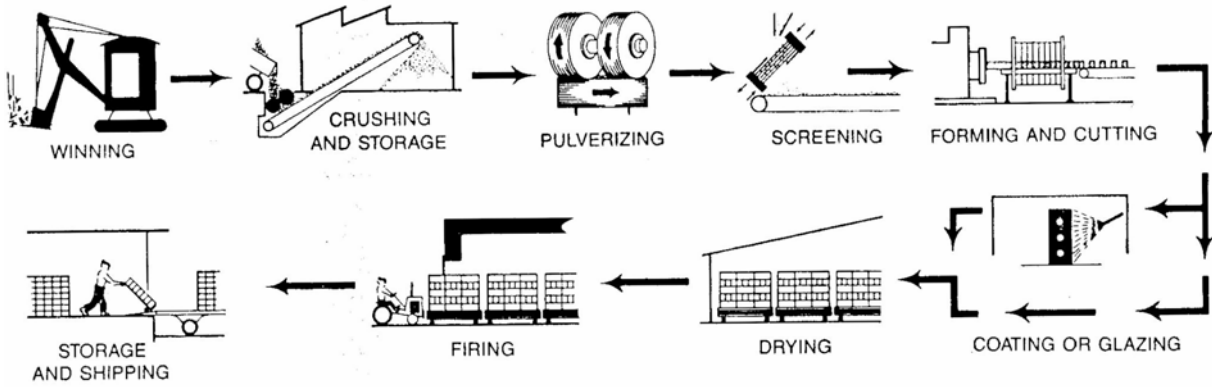 WINNING
CRUSHING
AND STORAGE
PULVERIZING
SCREENING
FORMING AND CUTTING
COATING OR GLAZING
DRYING
FIRING
STORAGE
AND SHIPPING